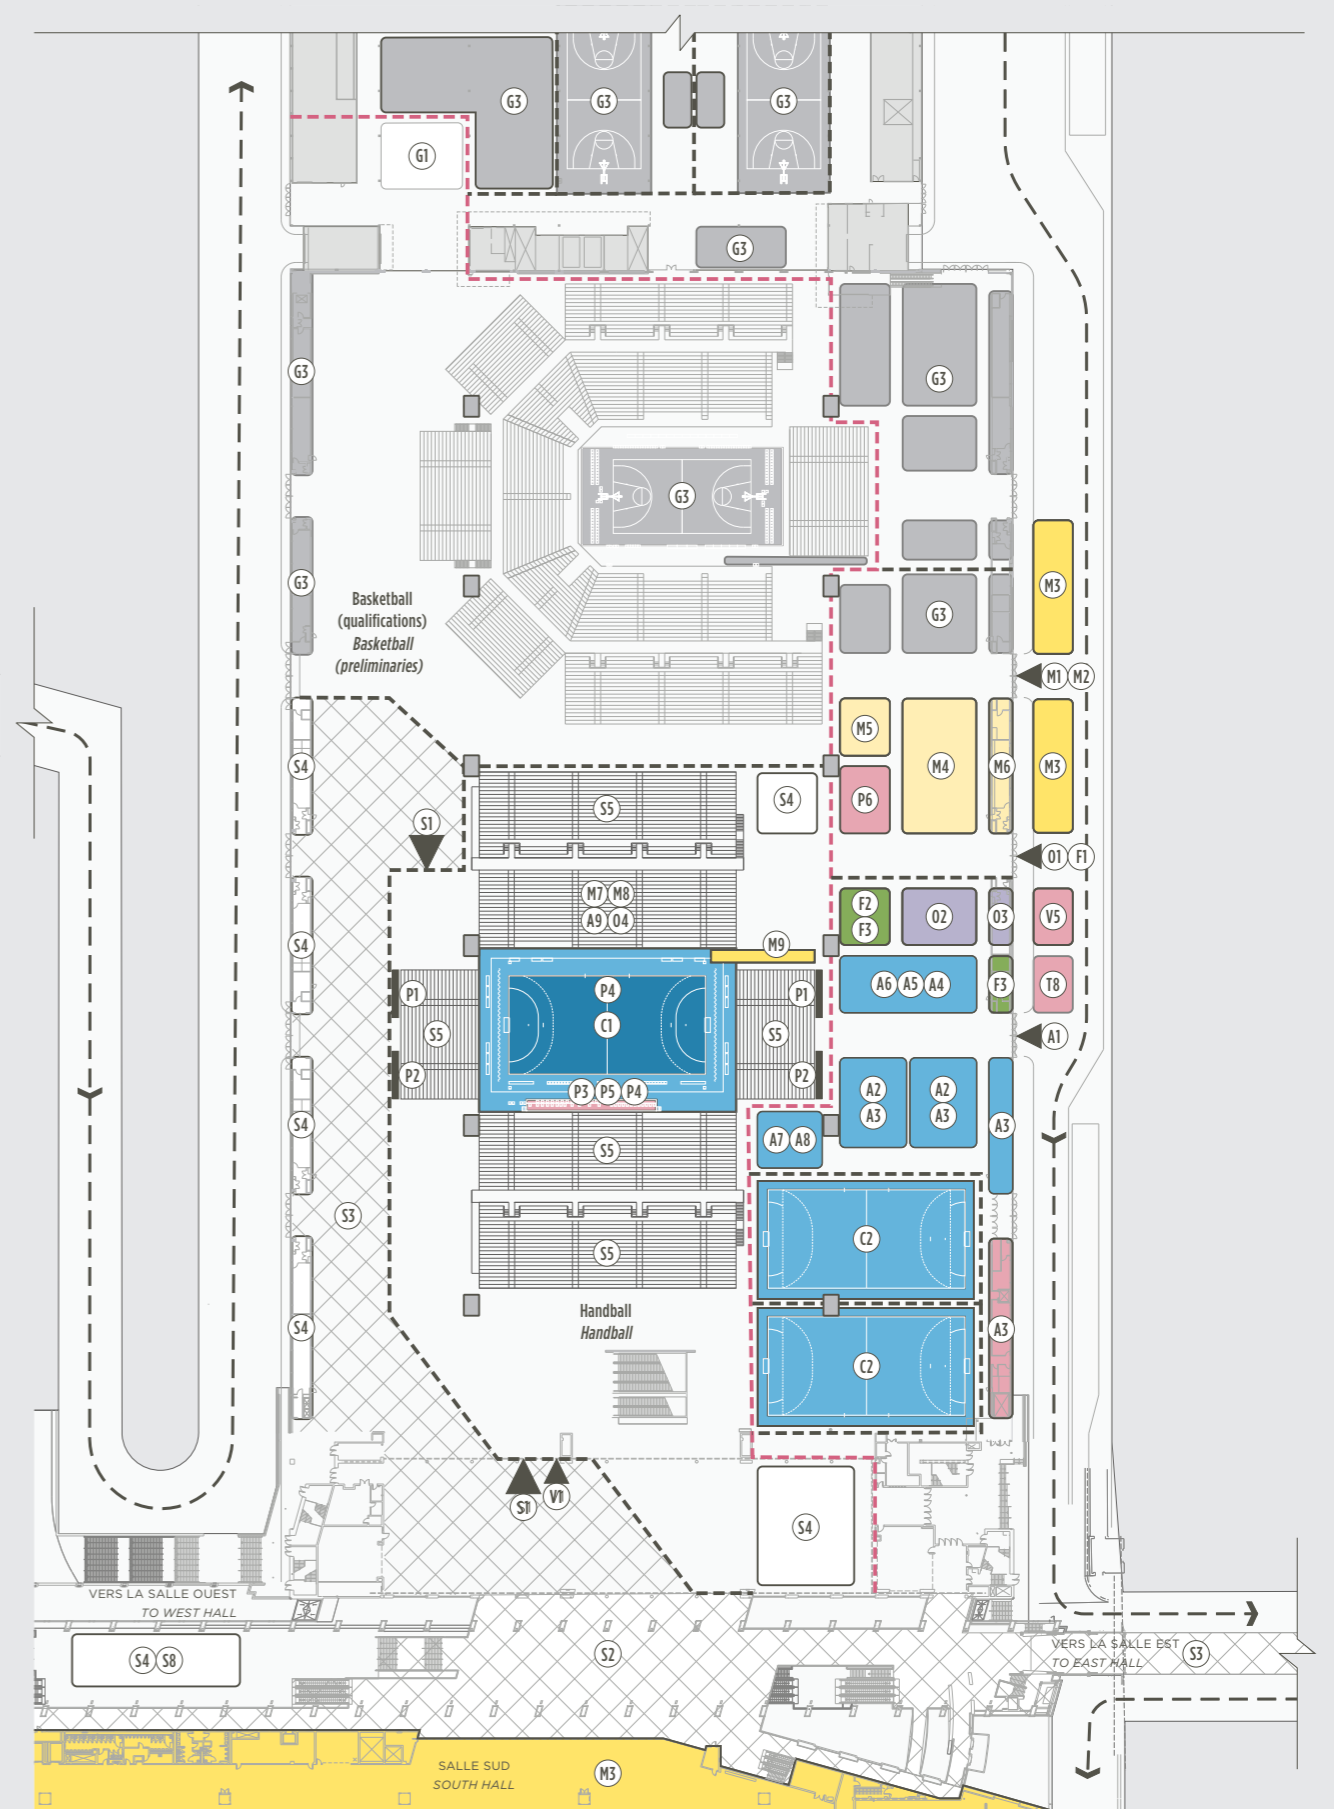 G3
G3
G3
G1
G3
G3
G3
G3
G3
Basketball
(qualifications)
Basketball
(preliminaries)
M3
G3
M1 M2
M5
S4
M4
M6
M3
P6
S4
S5
S1
O1 F1
M7 M8
A9 O4
F2
F3
O2
O3
V5
S4
M9
P4
P1
P1
A6 A5 A4
F3
T8
C1
S5
S5
A1
P2
P2
P3 P5 P4
A2
A3
A2
A3
S4
S5
A7 A8
A3
S3
C2
S5
Handball
Handball
S4
A3
C2
S1 V1
S4
VERS LA SALLE OUEST
TO WEST HALL
S4 S8
S2
VERS LA SALLE EST
TO EAST HALL
S3
SALLE SUD
SOUTH HALL
M3